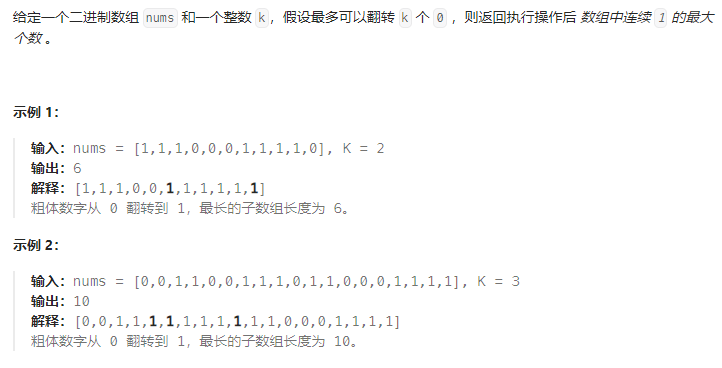 给定一个二进制数组 nums 和一个整数 k，假设最多可以翻转 k 个 0 ，则返回执行操作后 数组中连续 1 的最大
个数 。
示例 1：
输入：nums = [1,1,1,0,0,0,1,1,1,1,0], K = 2
输出：6
解释：[1,1,1,0,0,1,1,1,1,1,1]
粗体数字从 0 翻转到 1，最长的子数组长度为 6。
示例 2：
输入：nums = [0,0,1,1,0,0,1,1,1,0,1,1,0,0,0,1,1,1,1], K = 3
输出：10
解释：[0,0,1,1,1,1,1,1,1,1,1,1,0,0,0,1,1,1,1]
粗体数字从 0 翻转到 1，最长的子数组长度为 10。